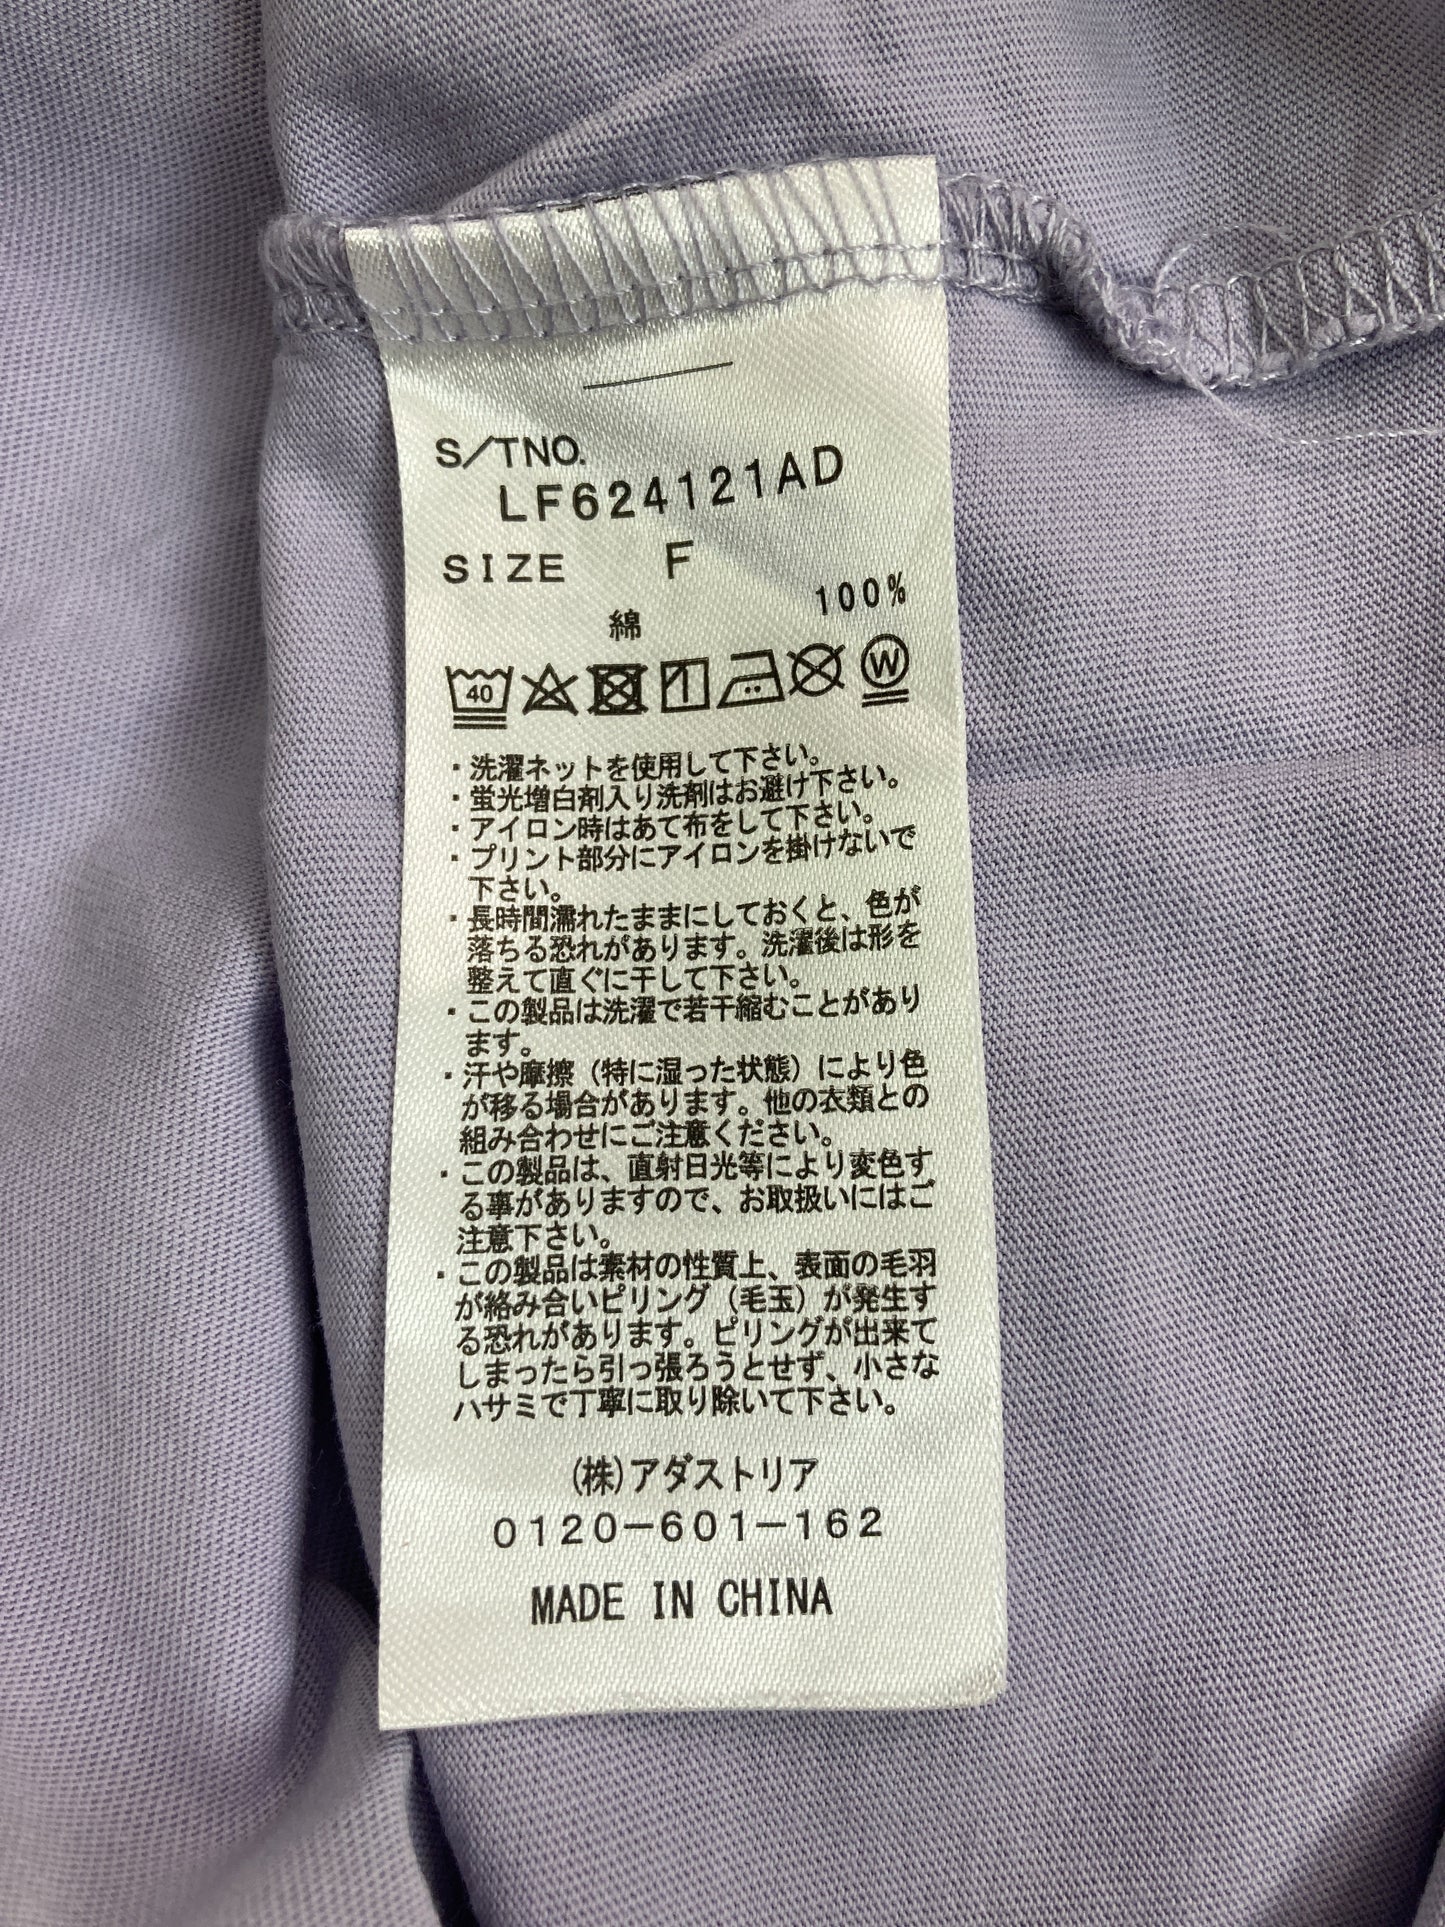 S/TNO.
LF624121AD
SIZE F
綿 100%
40 W
・洗濯ネットを使用して下さい。
・蛍光増白剤入り洗剤はお避け下さい。
・アイロン時はあて布をして下さい。
・プリント部分にアイロンを掛けないで
下さい。
・長時間濡れたままにしておくと、色が
落ちる恐れがあります。洗濯後は形を
整えて直ぐに干して下さい。
・この製品は洗濯で若干縮むことがあり
ます。
・汗や摩擦(特に湿った状態)により色
が移る場合があります。他の衣類との
組み合わせにご注意ください。
・この製品は、直射日光等により変色す
る事がありますので、お取扱いにはご
注意下さい。
・この製品は素材の性質上、表面の毛羽
が絡み合いピリング(毛玉)が発生す
る恐れがあります。ピリングが出来て
しまったら引っ張ろうとせず、小さな
ハサミで丁寧に取り除いて下さい。
(株)アダストリア
0120-601-162
MADE IN CHINA